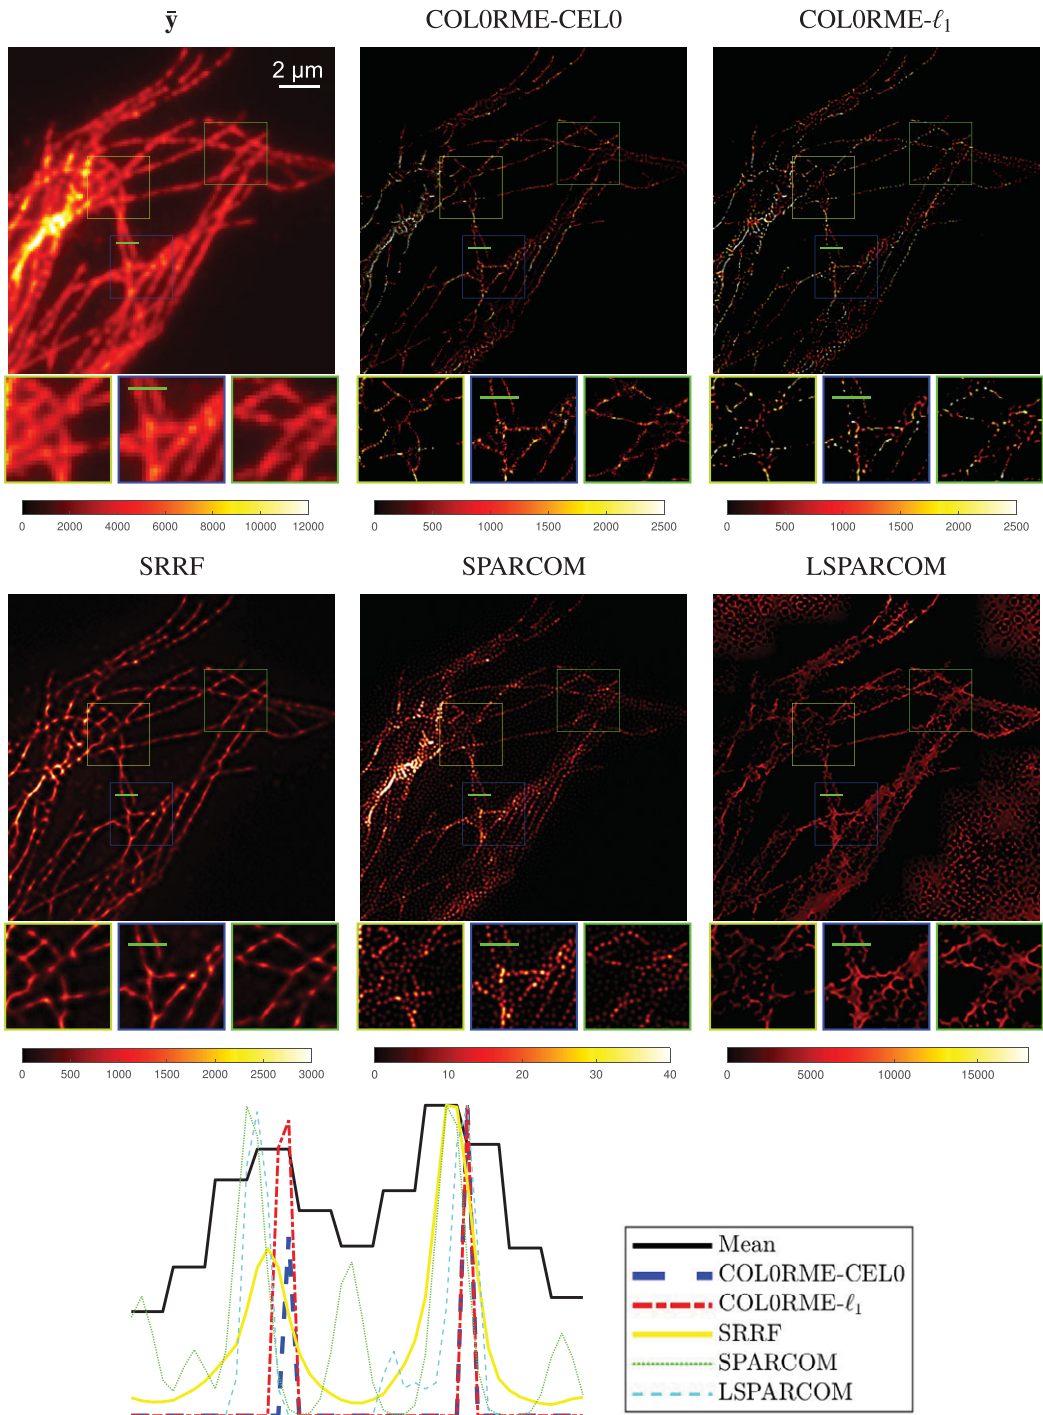 ȳ COL0RME-CEL0 COL0RME-ℓ1
2 μm
0 2000 4000 6000 8000 10000 12000 0 500 1000 1500 2000 2500 0 500 1000 1500 2000 2500
SRRF SPARCOM LSPARCOM
0 500 1000 1500 2000 2500 3000 0 10 20 30 40 0 5000 10000 15000
Mean
COL0RME-CEL0
COL0RME-ℓ1
SRRF
SPARCOM
LSPARCOM